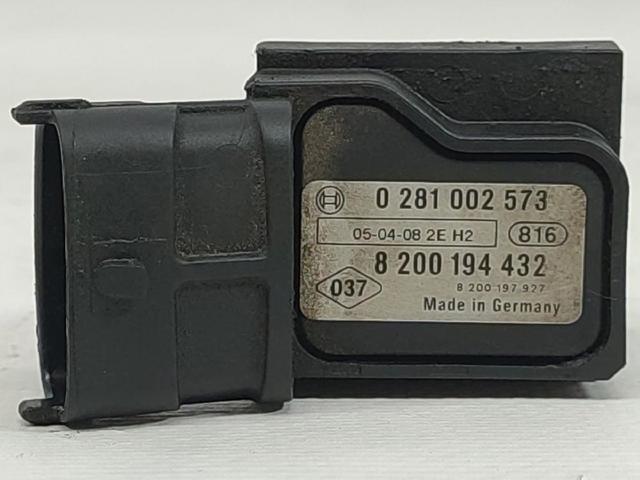 0 281 002 573
05-04-08 2E H2 816
8 200 194 432
037 8 200 197 927
Made in Germany